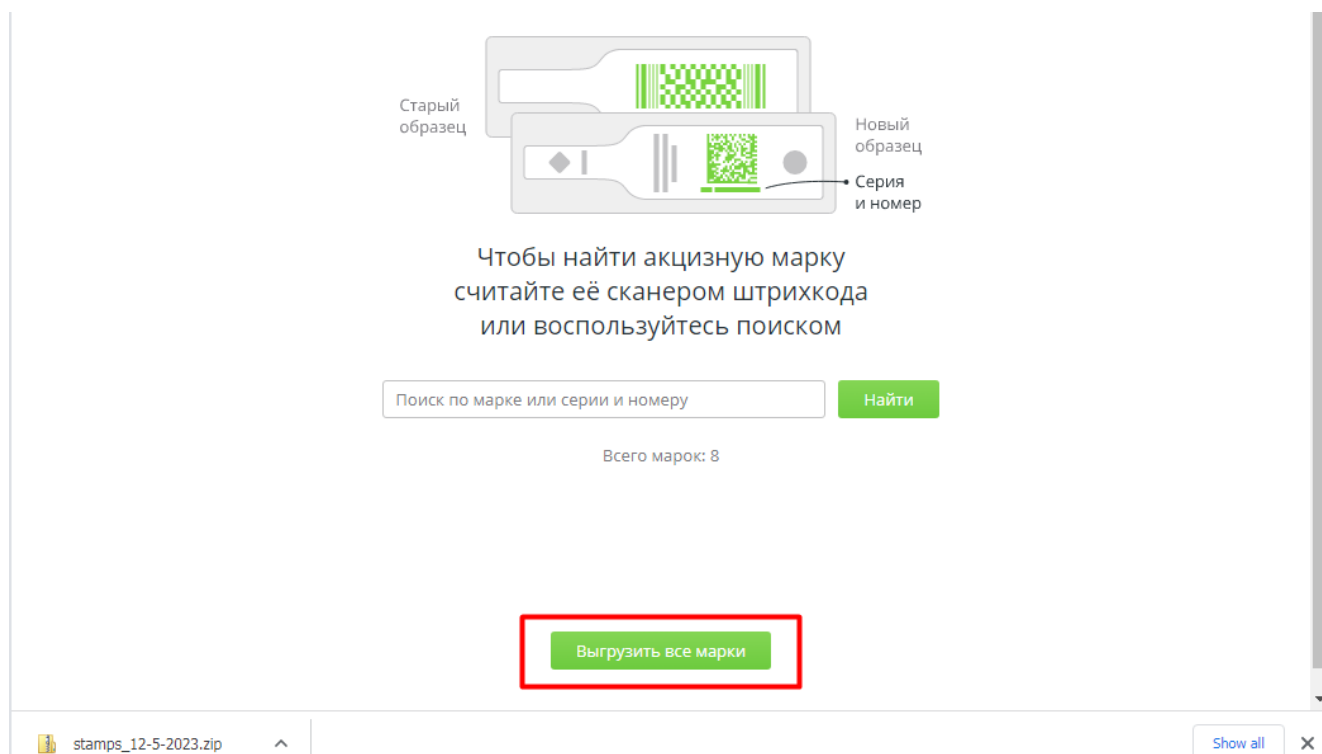 Старый
образец
Новый
образец
Серия
и номер
Чтобы найти акцизную марку
считайте её сканером штрихкода
или воспользуйтесь поиском
Поиск по марке или серии и номеру
Найти
Всего марок: 8
Выгрузить все марки
stamps_12-5-2023.zip
Show all